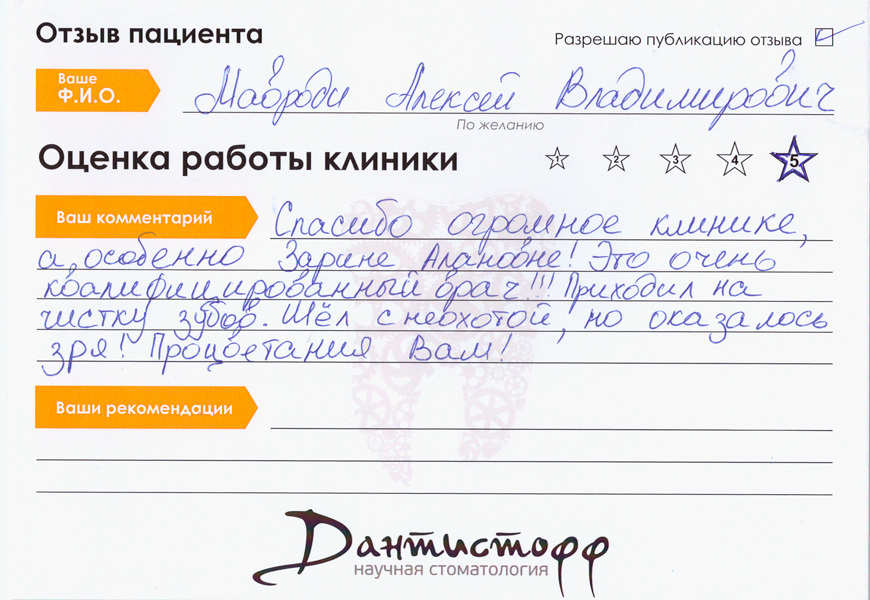 Отзыв пациента
Разрешаю публикацию отзыва
Ваше
Ф.И.О.
Мавроди Алексей Владимирович
По желанию
Оценка работы клиники
1 2 3 4 5
Ваш комментарий
Спасибо огромное клинике,
а, особенно Зарине Алановне! Это очень
квалифицированный врач!!! Приходил на
чистку зубов. Шёл с неохотой, но оказалось
зря! Процветания Вам!
Ваши рекомендации
Дантистофф
научная стоматология